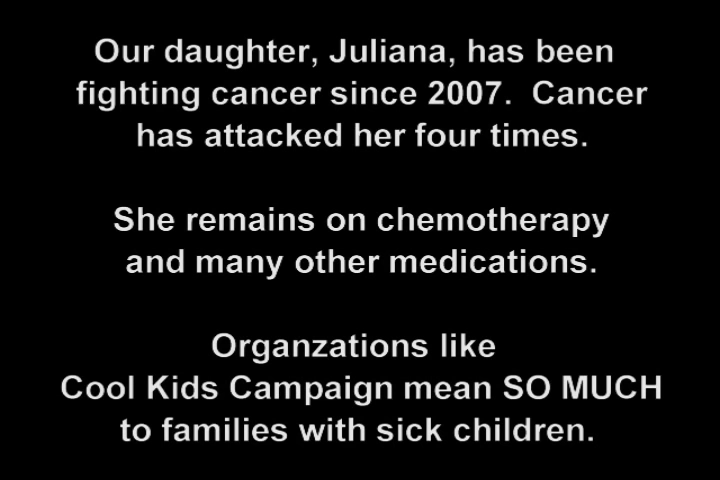 Our daughter, Juliana, has been
fighting cancer since 2007.  Cancer
has attacked her four times.
She remains on chemotherapy
and many other medications.
Organzations like
Cool Kids Campaign mean SO MUCH
to families with sick children.